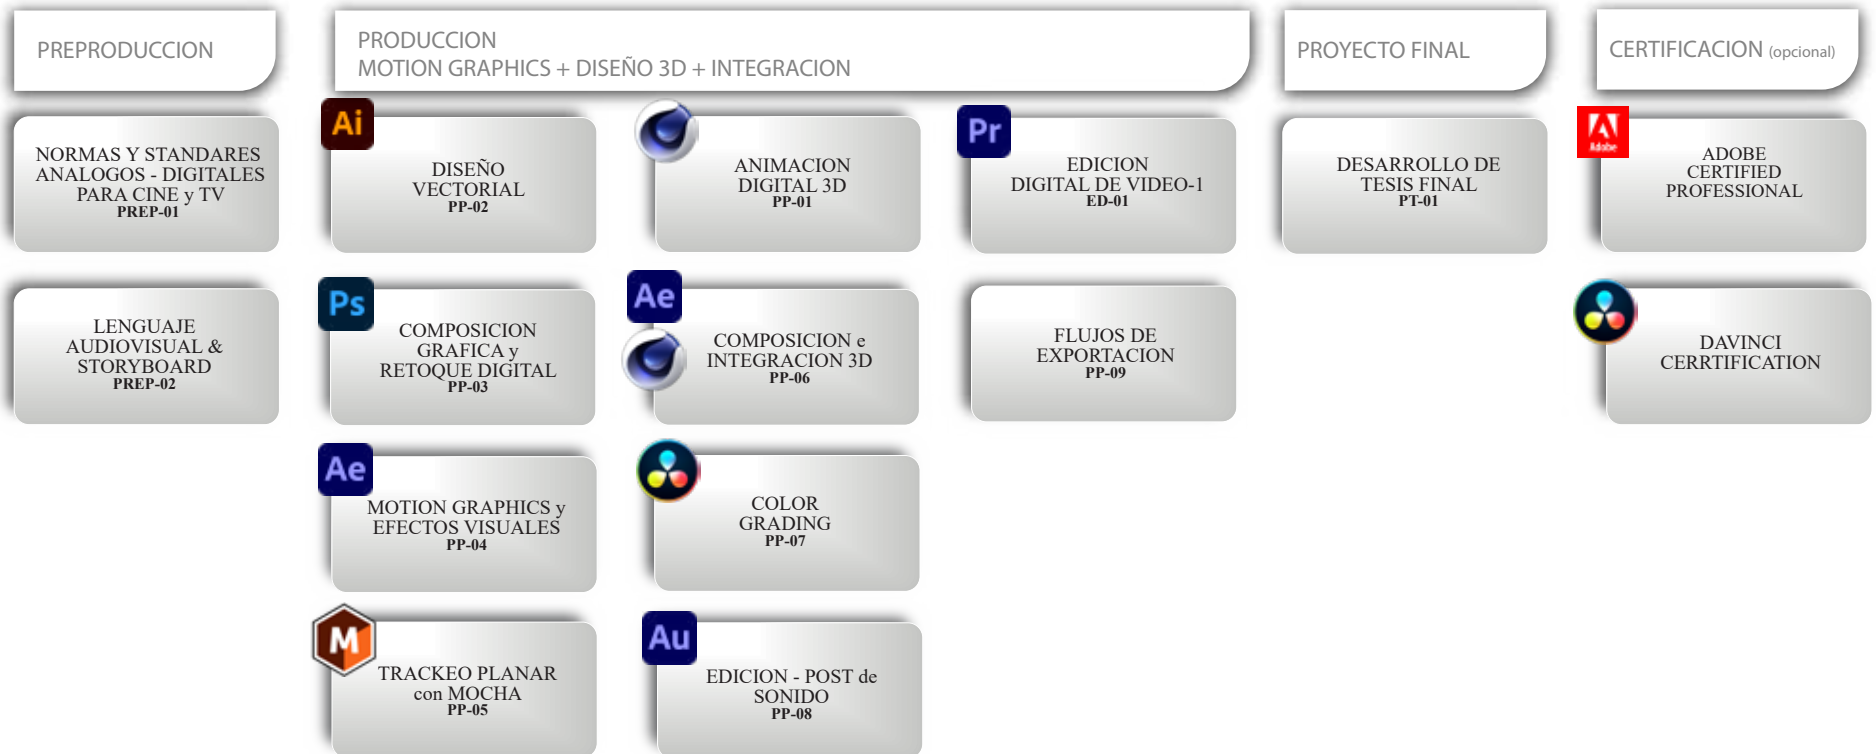 PREPRODUCCION
NORMAS Y STANDARES
ANALOGOS - DIGITALES
PARA CINE y TV
PREP-01
LENGUAJE
AUDIOVISUAL &
STORYBOARD
PREP-02
PRODUCCION
MOTION GRAPHICS + DISEÑO 3D + INTEGRACION
Ai
DISEÑO
VECTORIAL
PP-02
Ps
COMPOSICION
GRAFICA y
RETOQUE DIGITAL
PP-03
Ae
MOTION GRAPHICS y
EFECTOS VISUALES
PP-04
M
TRACKEO PLANAR
con MOCHA
PP-05
ANIMACION
DIGITAL 3D
PP-01
Ae
COMPOSICION e
INTEGRACION 3D
PP-06
COLOR
GRADING
PP-07
Au
EDICION - POST de
SONIDO
PP-08
Pr
EDICION
DIGITAL DE VIDEO-1
ED-01
FLUJOS DE
EXPORTACION
PP-09
PROYECTO FINAL
DESARROLLO DE
TESIS FINAL
PT-01
CERTIFICACION (opcional)
Adobe
ADOBE
CERTIFIED
PROFESSIONAL
DAVINCI
CERRTIFICATION